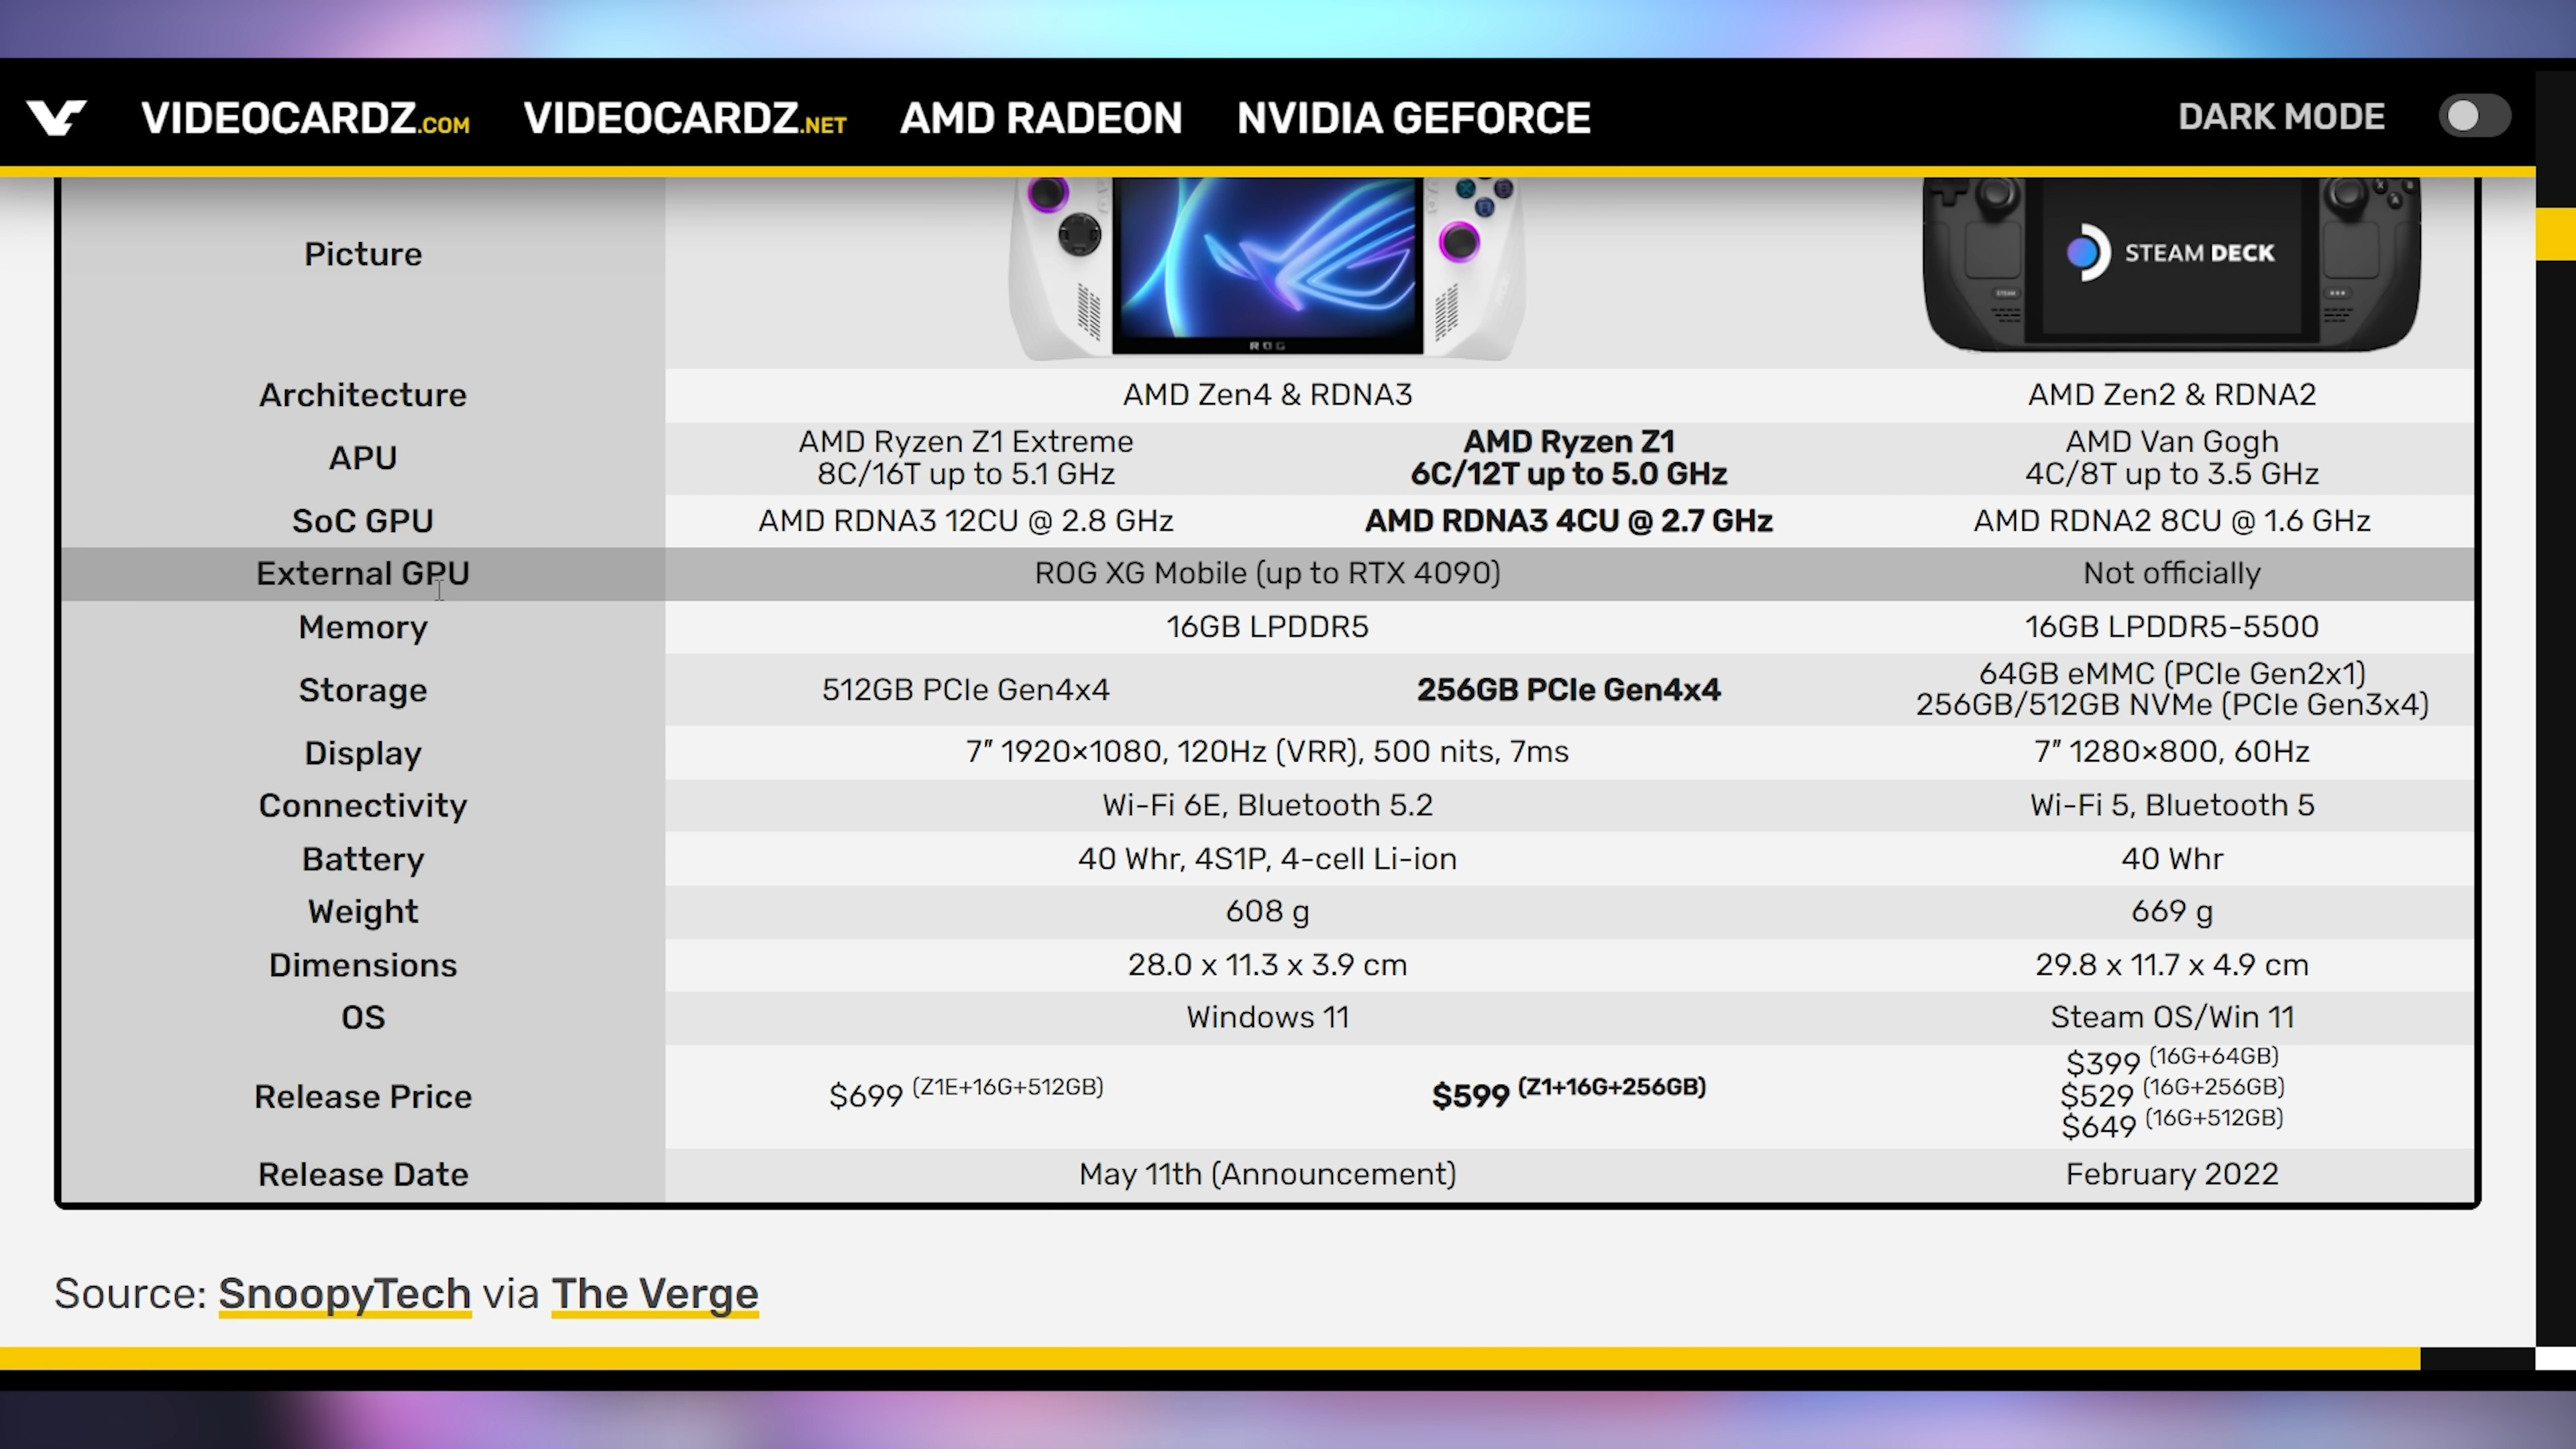 VIDEOCARDZ.COM VIDEOCARDZ.NET AMD RADEON NVIDIA GEFORCE DARK MODE
Picture
ROG
STEAM DECK
Architecture AMD Zen4 & RDNA3 AMD Zen2 & RDNA2
APU AMD Ryzen Z1 Extreme AMD Ryzen Z1 AMD Van Gogh
8C/16T up to 5.1 GHz 6C/12T up to 5.0 GHz 4C/8T up to 3.5 GHz
SoC GPU AMD RDNA3 12CU @ 2.8 GHz AMD RDNA3 4CU @ 2.7 GHz AMD RDNA2 8CU @ 1.6 GHz
External GPU ROG XG Mobile (up to RTX 4090) Not officially
Memory 16GB LPDDR5 16GB LPDDR5-5500
Storage 512GB PCIe Gen4x4 256GB PCIe Gen4x4 64GB eMMC (PCIe Gen2x1)
256GB/512GB NVMe (PCIe Gen3x4)
Display 7″ 1920×1080, 120Hz (VRR), 500 nits, 7ms 7″ 1280×800, 60Hz
Connectivity Wi-Fi 6E, Bluetooth 5.2 Wi-Fi 5, Bluetooth 5
Battery 40 Whr, 4S1P, 4-cell Li-ion 40 Whr
Weight 608 g 669 g
Dimensions 28.0 x 11.3 x 3.9 cm 29.8 x 11.7 x 4.9 cm
OS Windows 11 Steam OS/Win 11
Release Price $699 (Z1E+16G+512GB) $599 (Z1+16G+256GB) $399 (16G+64GB)
$529 (16G+256GB)
$649 (16G+512GB)
Release Date May 11th (Announcement) February 2022
Source: SnoopyTech via The Verge